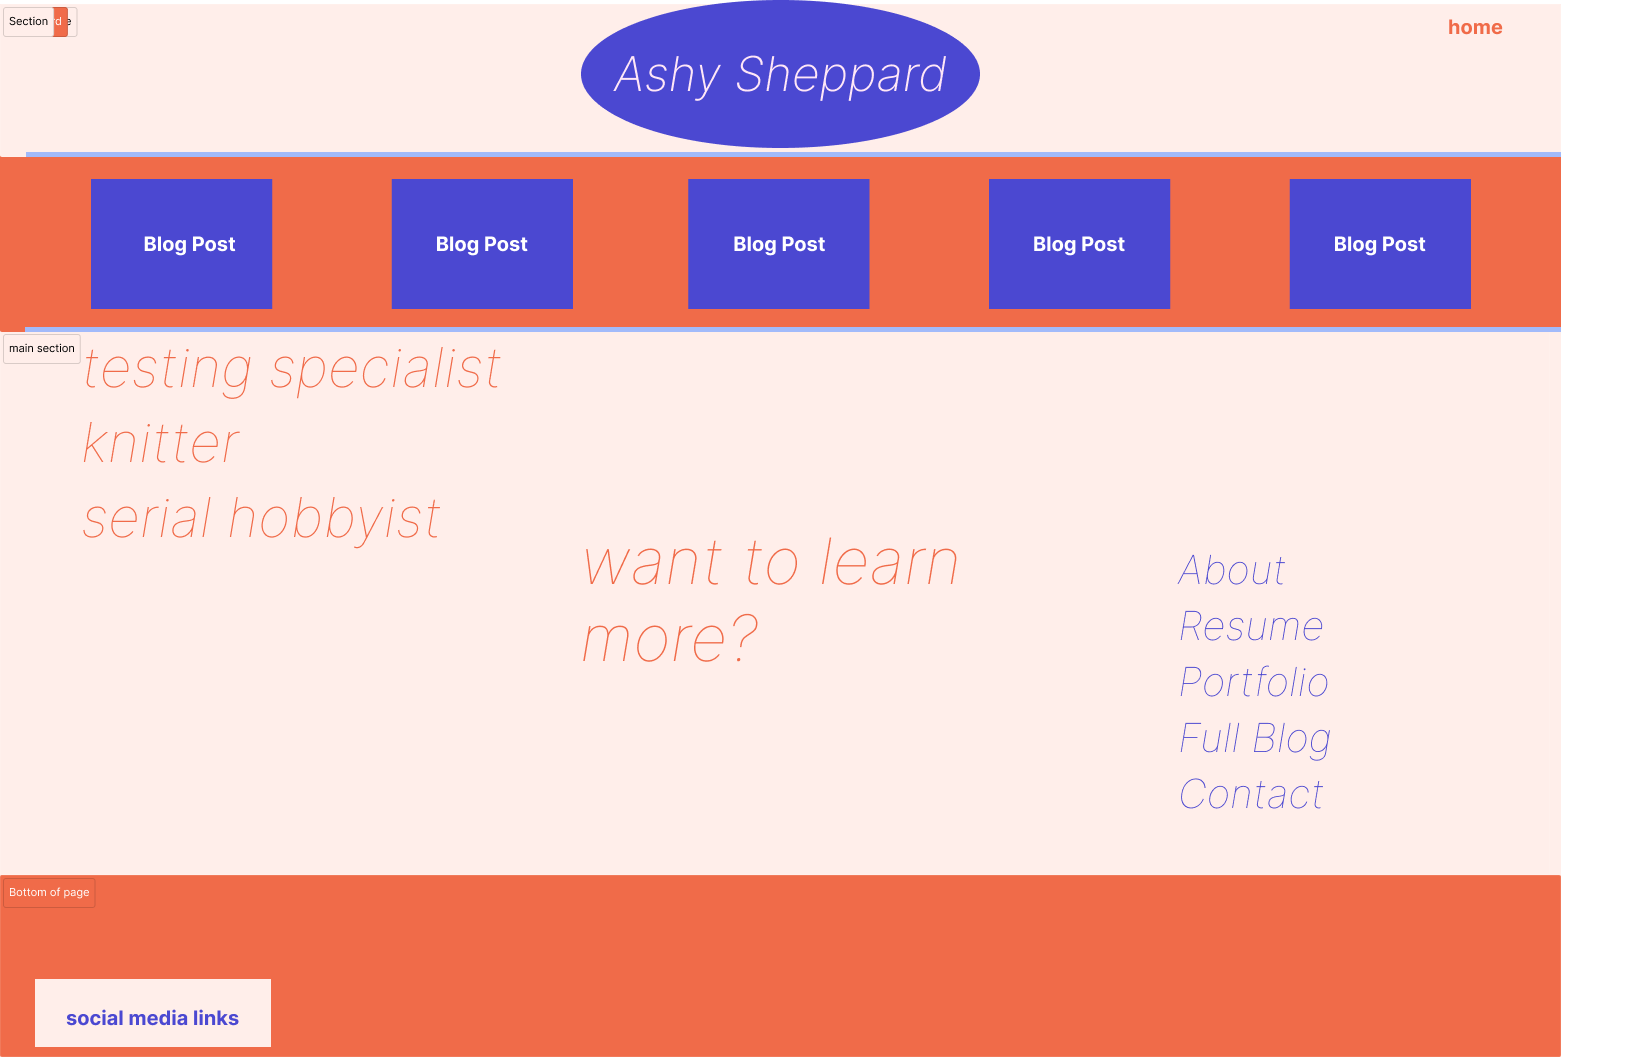 Section
d
e
home
Ashy Sheppard
Blog Post
Blog Post
Blog Post
Blog Post
Blog Post
main section
testing specialist
knitter
serial hobbyist
want to learn
more?
About
Resume
Portfolio
Full Blog
Contact
Bottom of page
social media links